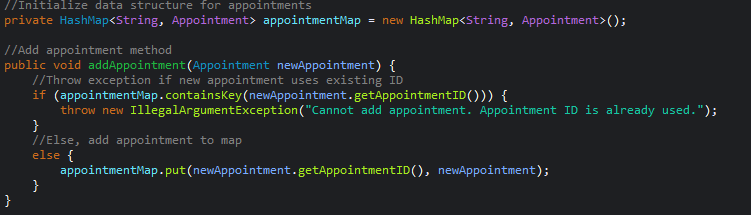 //Initialize data structure for appointments
private HashMap<String, Appointment> appointmentMap = new HashMap<String, Appointment>();

//Add appointment method
public void addAppointment(Appointment newAppointment) {
    //Throw exception if new appointment uses existing ID
    if (appointmentMap.containsKey(newAppointment.getAppointmentID())) {
        throw new IllegalArgumentException("Cannot add appointment. Appointment ID is already used.");
    }
    //Else, add appointment to map
    else {
        appointmentMap.put(newAppointment.getAppointmentID(), newAppointment);
    }
}